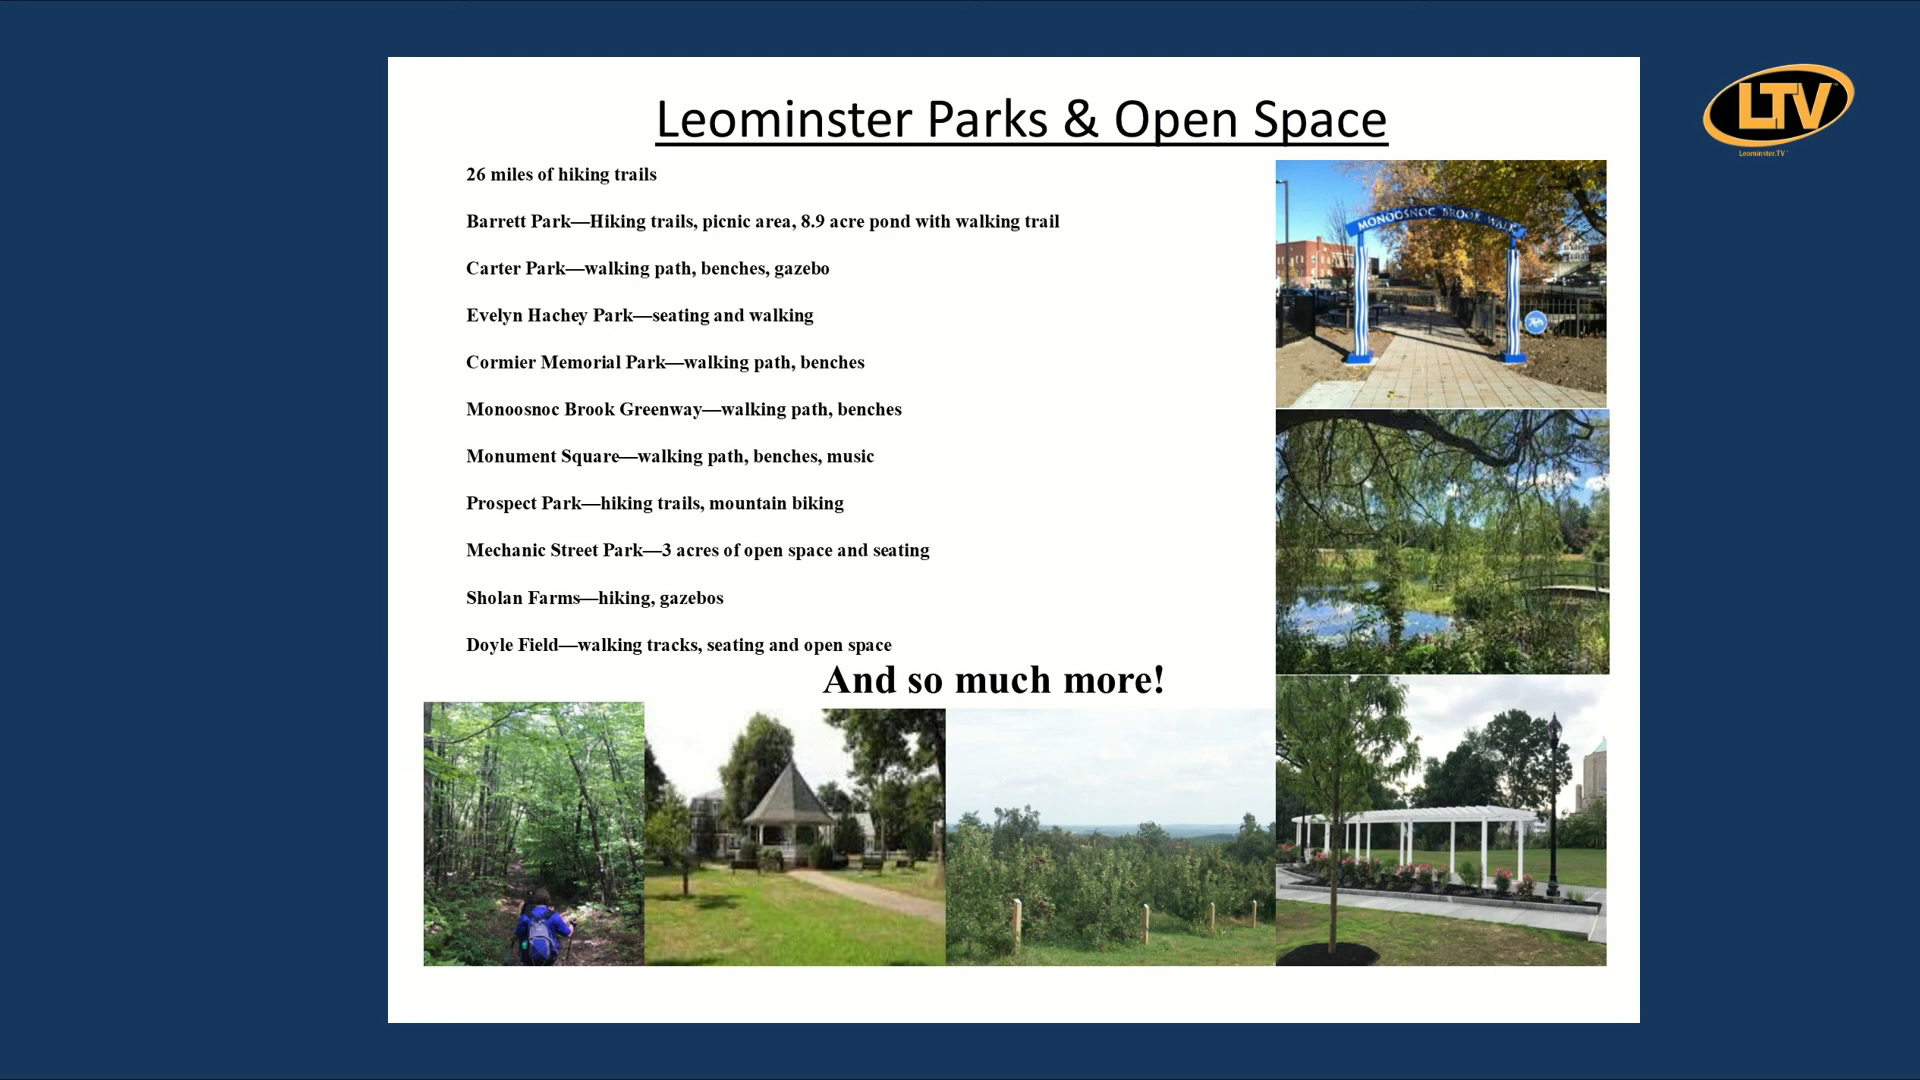 Leominster Parks & Open Space
LTV
Leominster.TV
26 miles of hiking trails
Barrett Park—Hiking trails, picnic area, 8.9 acre pond with walking trail
Carter Park—walking path, benches, gazebo
Evelyn Hachey Park—seating and walking
Cormier Memorial Park—walking path, benches
Monoosnoc Brook Greenway—walking path, benches
Monument Square—walking path, benches, music
Prospect Park—hiking trails, mountain biking
Mechanic Street Park—3 acres of open space and seating
Sholan Farms—hiking, gazebos
Doyle Field—walking tracks, seating and open space
And so much more!
MONOOSNOC BROOK WALK